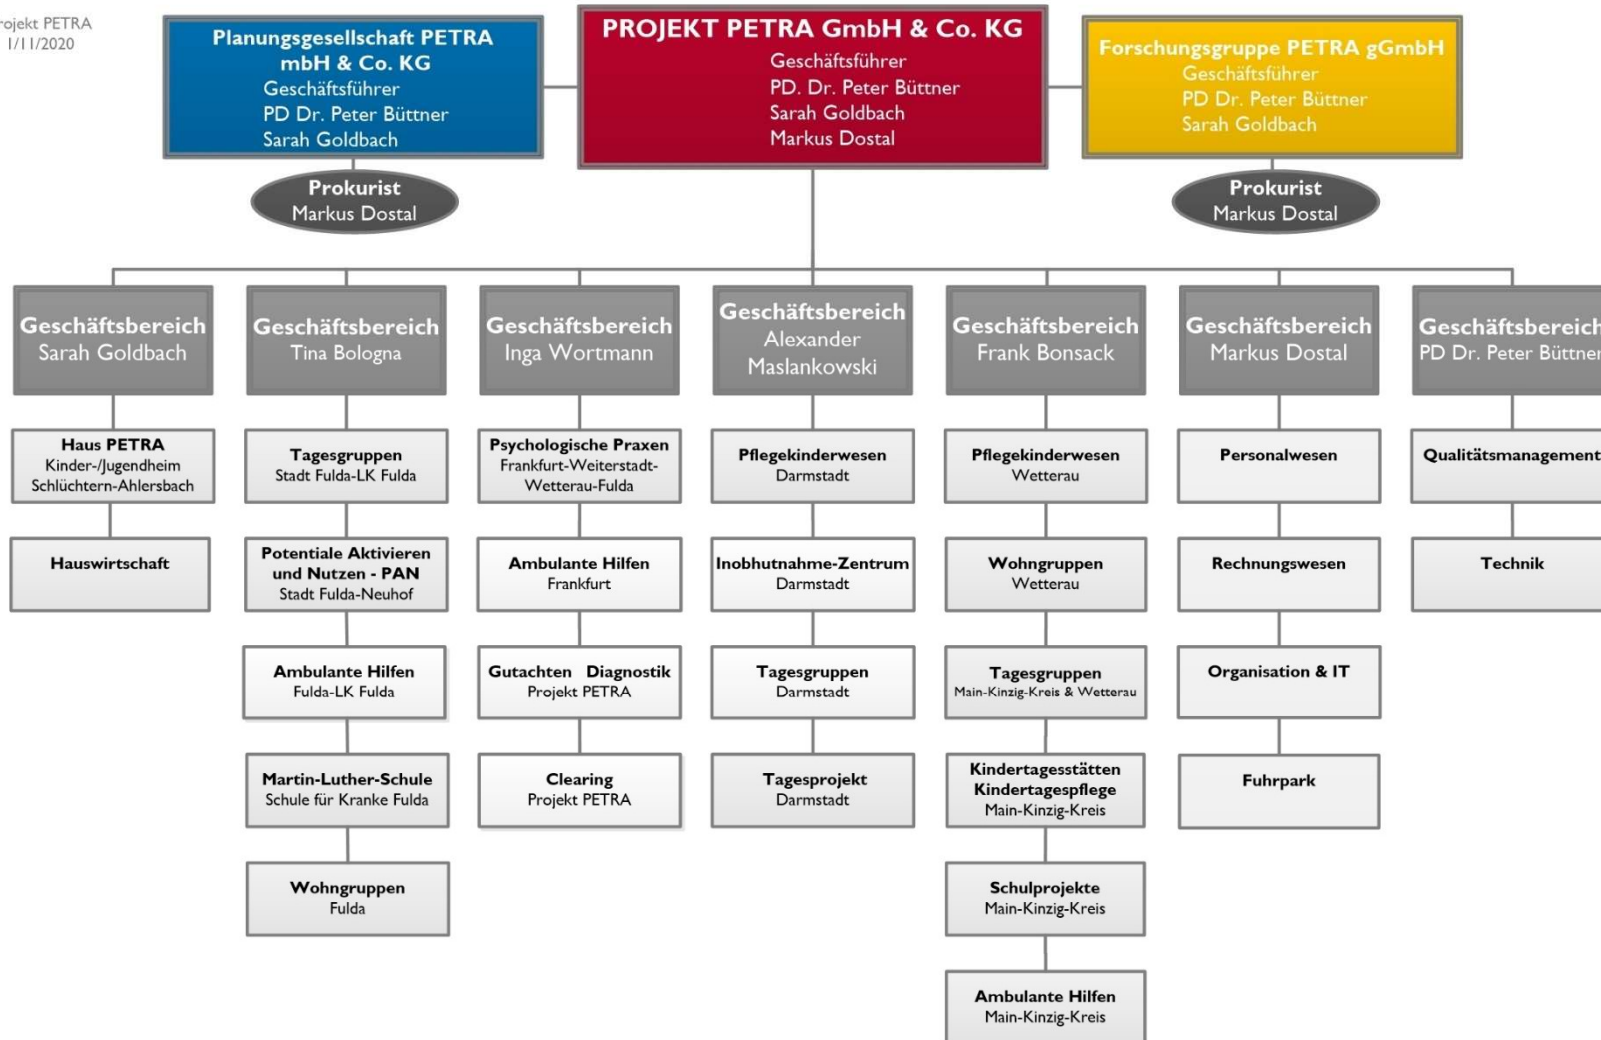 rojekt PETRA
1/11/2020
Planungsgesellschaft PETRA
mbH & Co. KG
Geschäftsführer
PD Dr. Peter Büttner
Sarah Goldbach
PROJEKT PETRA GmbH & Co. KG
Geschäftsführer
PD. Dr. Peter Büttner
Sarah Goldbach
Markus Dostal
Forschungsgruppe PETRA gGmbH
Geschäftsführer
PD Dr. Peter Büttner
Sarah Goldbach
Prokurist
Markus Dostal
Prokurist
Markus Dostal
Geschäftsbereich
Sarah Goldbach
Haus PETRA
Kinder-/Jugendheim
Schlüchtern-Ahlersbach
Hauswirtschaft
Geschäftsbereich
Tina Bologna
Tagesgruppen
Stadt Fulda-LK Fulda
Potentiale Aktivieren
und Nutzen - PAN
Stadt Fulda-Neuhof
Ambulante Hilfen
Fulda-LK Fulda
Martin-Luther-Schule
Schule für Kranke Fulda
Wohngruppen
Fulda
Geschäftsbereich
Inga Wortmann
Psychologische Praxen
Frankfurt-Weiterstadt-
Wetterau-Fulda
Ambulante Hilfen
Frankfurt
Gutachten Diagnostik
Projekt PETRA
Clearing
Projekt PETRA
Geschäftsbereich
Alexander
Maslankowski
Pflegekinderwesen
Darmstadt
Inobhutnahme-Zentrum
Darmstadt
Tagesgruppen
Darmstadt
Tagesprojekt
Darmstadt
Geschäftsbereich
Frank Bonsack
Pflegekinderwesen
Wetterau
Wohngruppen
Wetterau
Tagesgruppen
Main-Kinzig-Kreis & Wetterau
Kindertagesstätten
Kindertagespflege
Main-Kinzig-Kreis
Schulprojekte
Main-Kinzig-Kreis
Ambulante Hilfen
Main-Kinzig-Kreis
Geschäftsbereich
Markus Dostal
Personalwesen
Rechnungswesen
Organisation & IT
Fuhrpark
Geschäftsbereich
PD Dr. Peter Büttner
Qualitätsmanagement
Technik